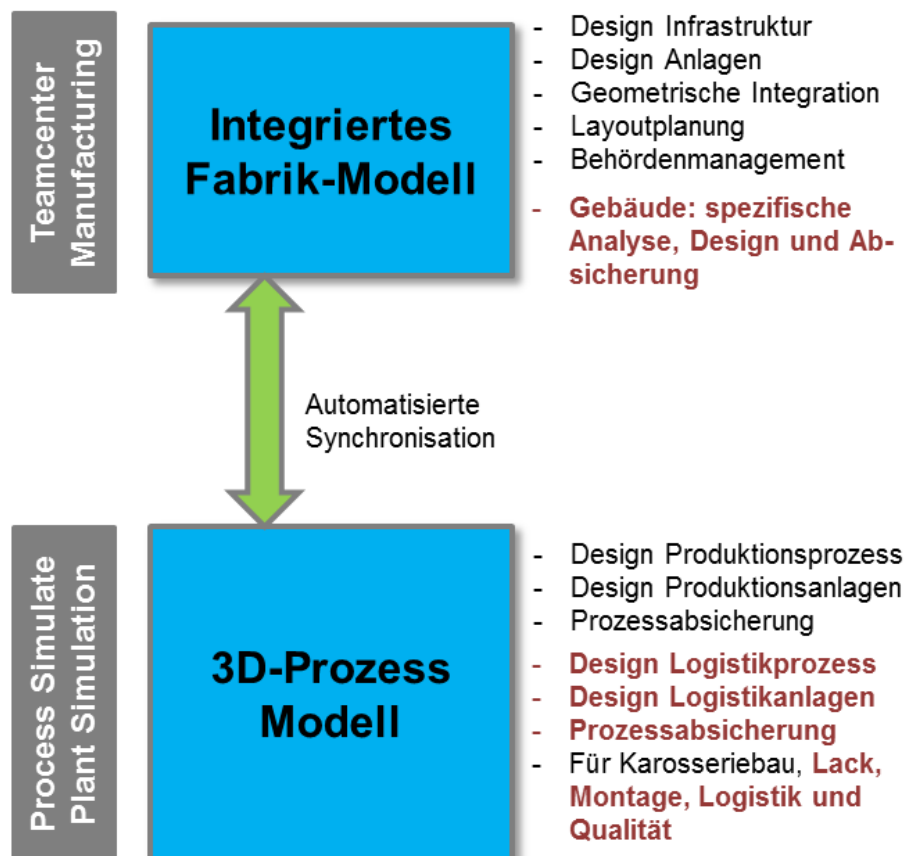 Teamcenter
Manufacturing
Integriertes
Fabrik-Modell
- Design Infrastruktur
- Design Anlagen
- Geometrische Integration
- Layoutplanung
- Behördenmanagement
- Gebäude: spezifische
Analyse, Design und Ab-
sicherung
Automatisierte
Synchronisation
Process Simulate
Plant Simulation
3D-Prozess
Modell
- Design Produktionsprozess
- Design Produktionsanlagen
- Prozessabsicherung
- Design Logistikprozess
- Design Logistikanlagen
- Prozessabsicherung
- Für Karosseriebau, Lack,
Montage, Logistik und
Qualität